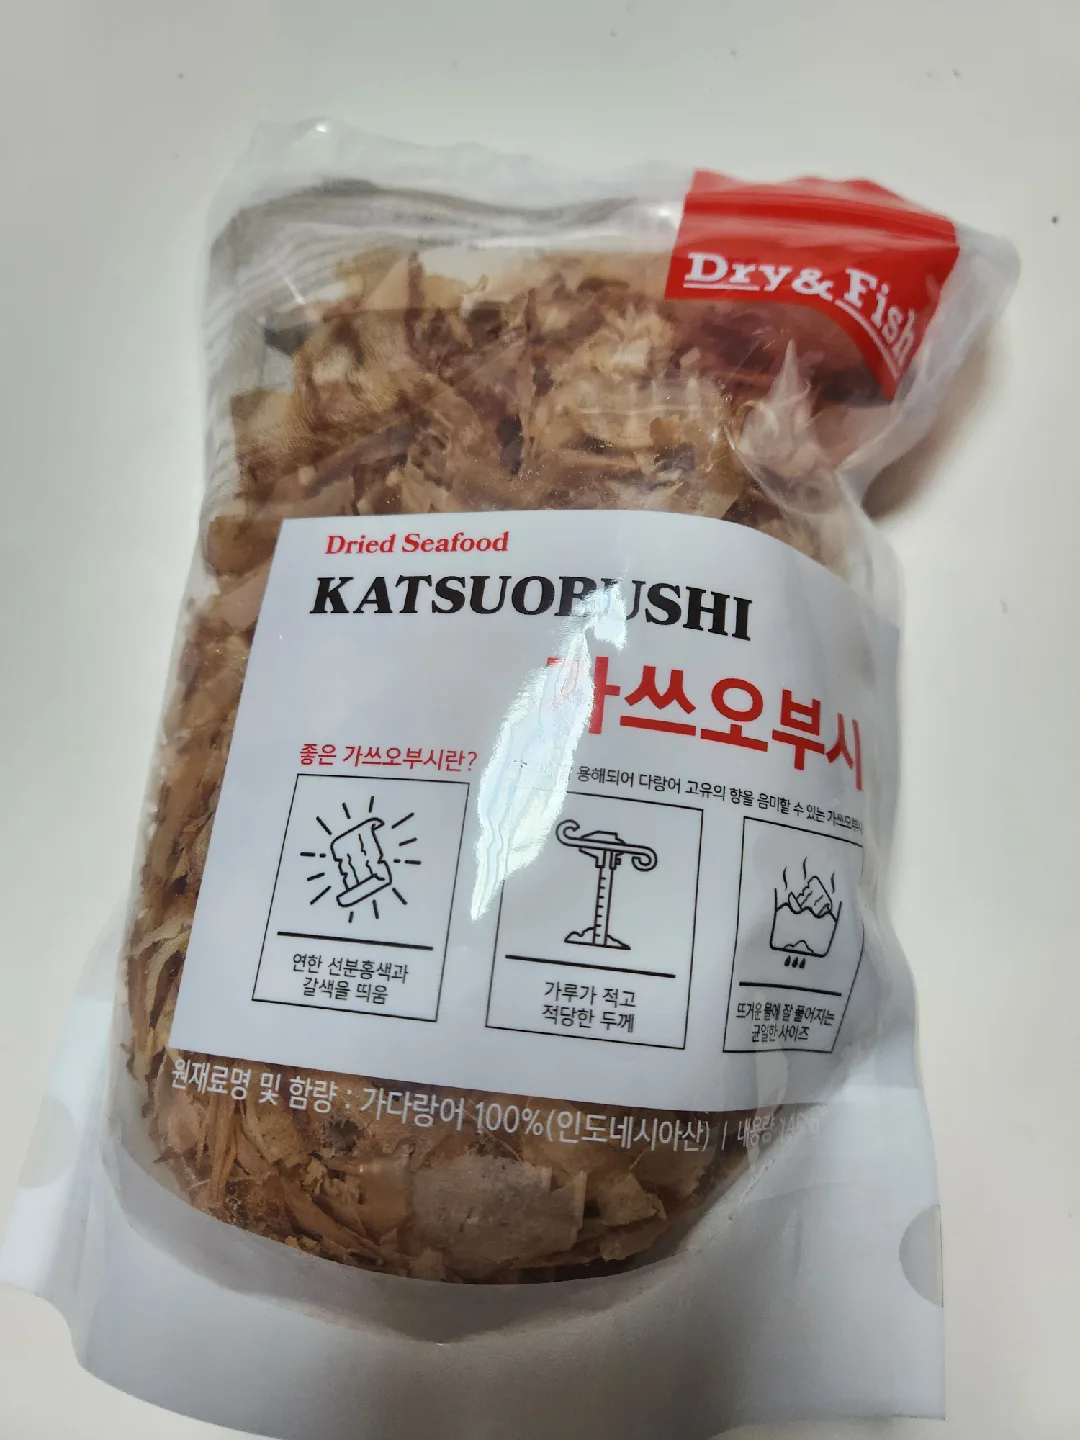 Dry&Fish
Dried Seafood
KATSUOBUSHI
가쓰오부시
좋은 가쓰오부시란?
용해되어 다랑어 고유의 향을 음미할 수 있는
연한 선분홍색과
갈색을 띄움
가루가 적고
적당한 두께
뜨거운 물에 잘 풀어지는
균일한 사이즈
원재료명 및 함량 : 가다랑어 100%(인도네시아산) | 내용량